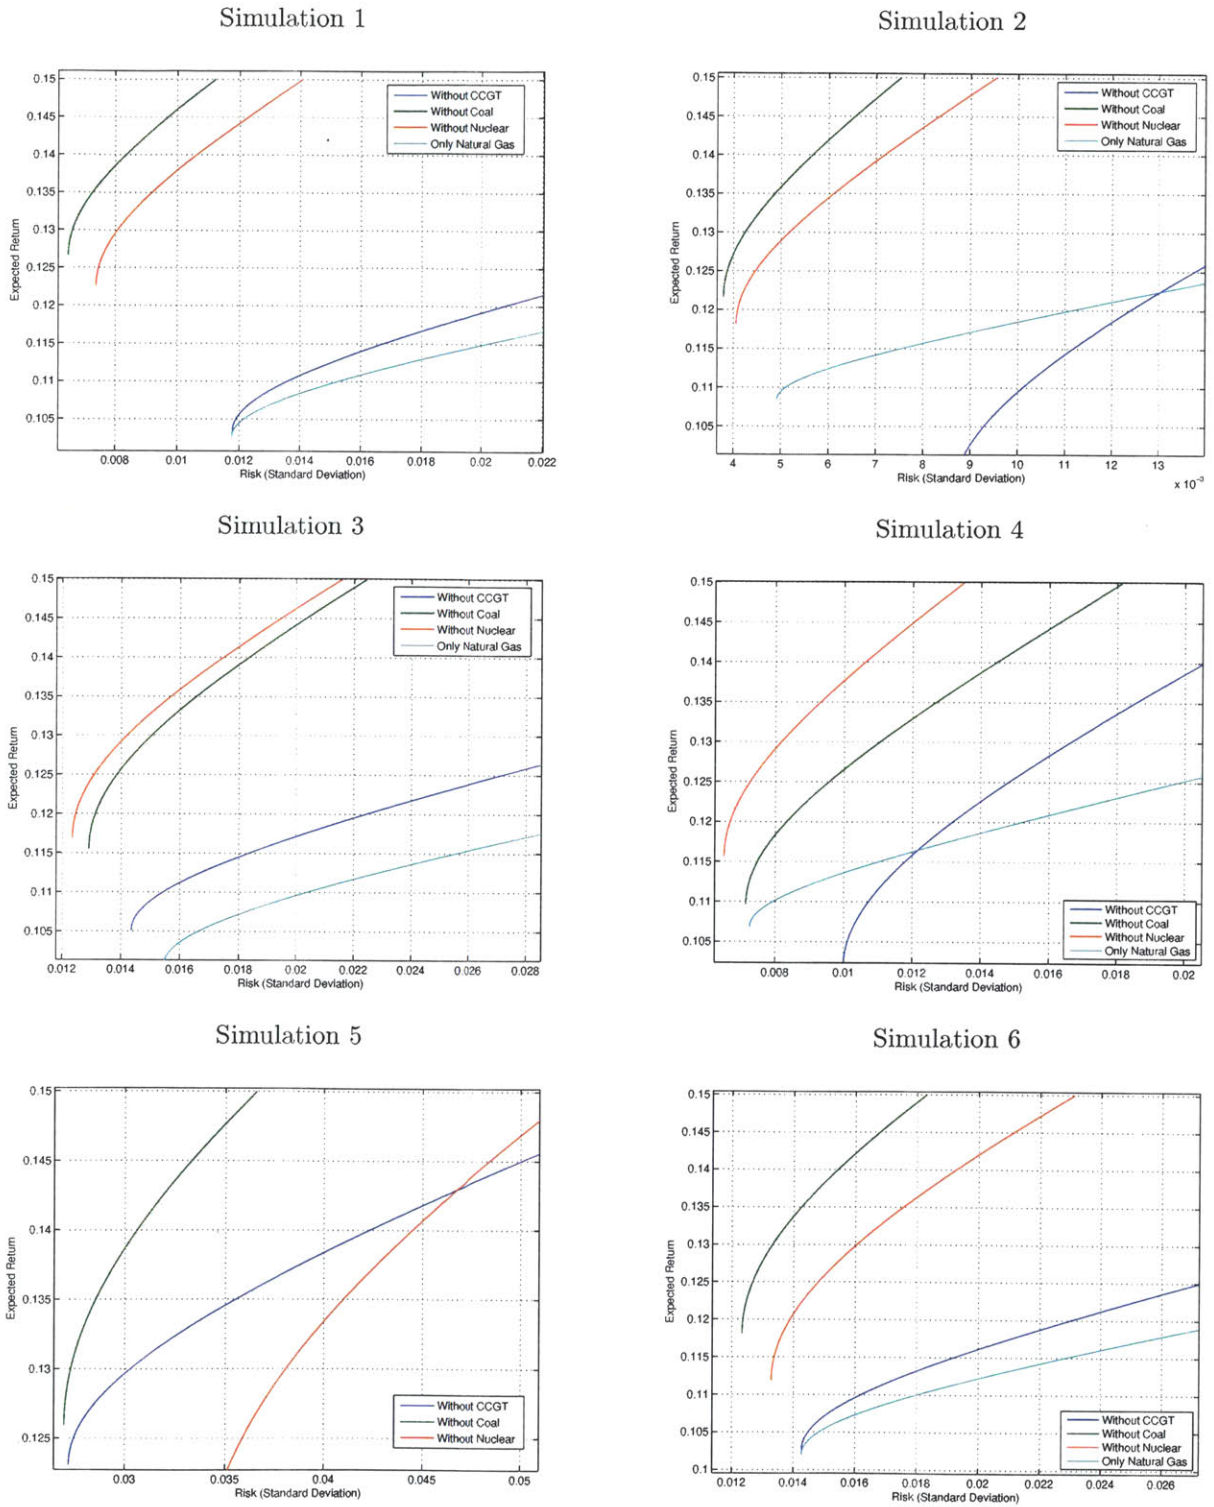 Simulation 1
0.15
0.145
0.14
0.135
0.13
0.125
0.12
0.115
0.11
0.105
Expected Return
Without CCGT
Without Coal
Without Nuclear
Only Natural Gas
0.008 0.01 0.012 0.014 0.016 0.018 0.02 0.022
Risk (Standard Deviation)
Simulation 2
0.15
0.145
0.14
0.135
0.13
0.125
0.12
0.115
0.11
0.105
Expected Return
Without CCGT
Without Coal
Without Nuclear
Only Natural Gas
4 5 6 7 8 9 10 11 12 13
Risk (Standard Deviation)
x 10⁻³
Simulation 3
0.15
0.145
0.14
0.135
0.13
0.125
0.12
0.115
0.11
0.105
Expected Return
Without CCGT
Without Coal
Without Nuclear
Only Natural Gas
0.012 0.014 0.016 0.018 0.02 0.022 0.024 0.026 0.028
Risk (Standard Deviation)
Simulation 4
0.15
0.145
0.14
0.135
0.13
0.125
0.12
0.115
0.11
0.105
Expected Return
Without CCGT
Without Coal
Without Nuclear
Only Natural Gas
0.008 0.01 0.012 0.014 0.016 0.018 0.02
Risk (Standard Deviation)
Simulation 5
0.15
0.145
0.14
0.135
0.13
0.125
Expected Return
Without CCGT
Without Coal
Without Nuclear
0.03 0.035 0.04 0.045 0.05
Risk (Standard Deviation)
Simulation 6
0.15
0.145
0.14
0.135
0.13
0.125
0.12
0.115
0.11
0.105
0.1
Expected Return
Without CCGT
Without Coal
Without Nuclear
Only Natural Gas
0.012 0.014 0.016 0.018 0.02 0.022 0.024 0.026
Risk (Standard Deviation)